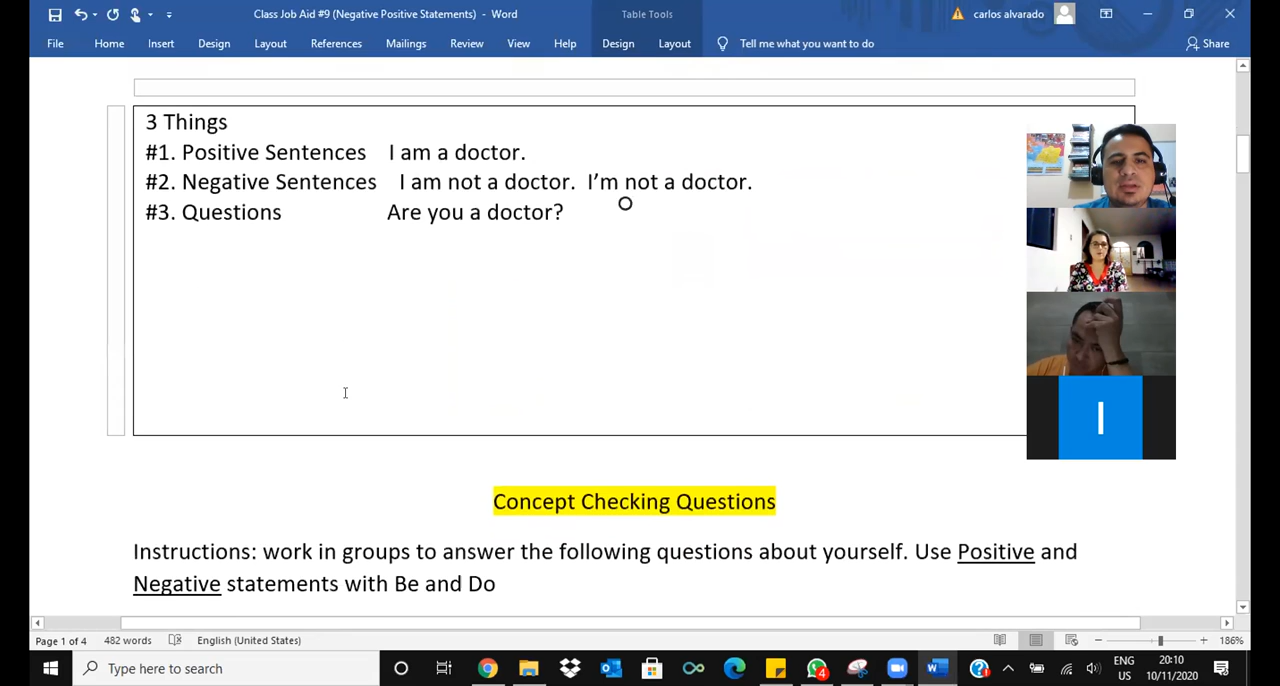 Class Job Aid #9 (Negative Positive Statements) - Word
Table Tools
carlos alvarado
File Home Insert Design Layout References Mailings Review View Help Design Layout Tell me what you want to do Share
3 Things
#1. Positive Sentences I am a doctor.
#2. Negative Sentences I am not a doctor. I'm not a doctor.
#3. Questions Are you a doctor?
I
Concept Checking Questions
Instructions: work in groups to answer the following questions about yourself. Use Positive and
Negative statements with Be and Do
Page 1 of 4 482 words English (United States) 186%
Type here to search
4
ENG
US
20:10
10/11/2020